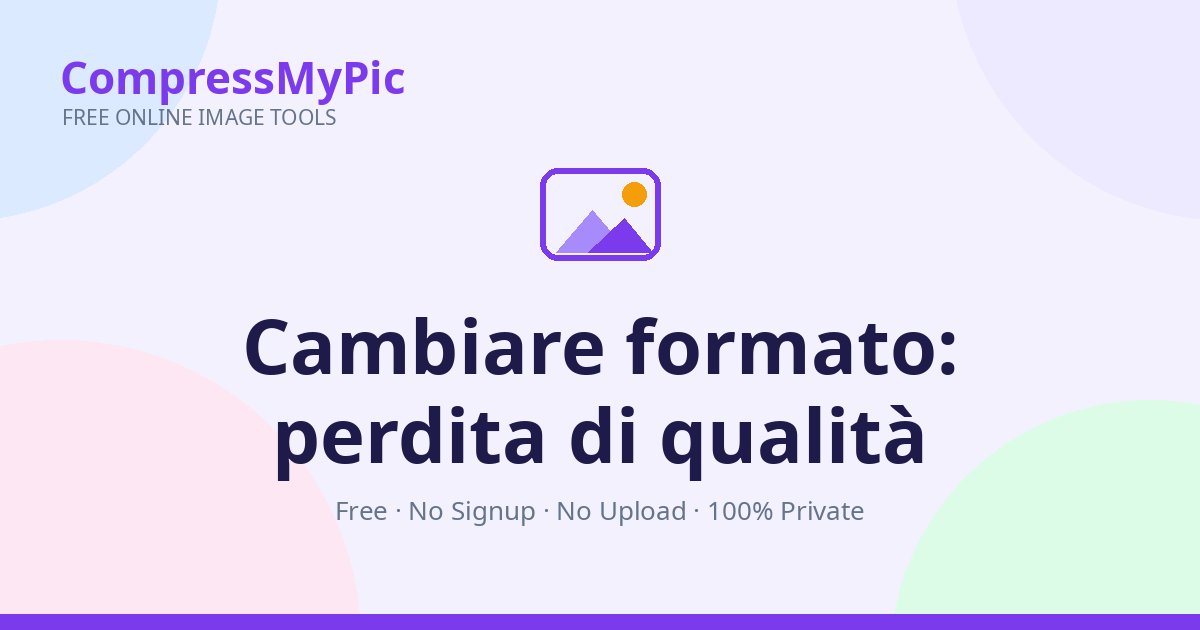 CompressMyPic
FREE ONLINE IMAGE TOOLS
Cambiare formato:
perdita di qualità
Free · No Signup · No Upload · 100% Private